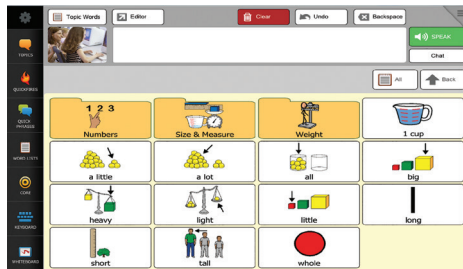 Topic Words
Editor
Clear
Undo
Backspace
SPEAK
Chat
TOPICS
QUICKFIRES
QUICK
PHRASES
WORD LISTS
CORE
KEYBOARD
WHITEBOARD
All
Back
1 2 3
Numbers
Size & Measure
Weight
1 cup
a little
a lot
all
big
heavy
light
little
long
short
tall
whole